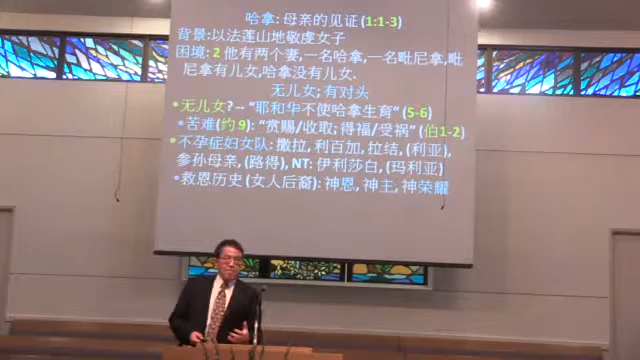 哈拿: 母亲的见证 (1:1-3)
背景:以法莲山地敬虔女子
困境: 2 他有两个妻,一名哈拿,一名毗尼拿,毗
尼拿有儿女,哈拿没有儿女.
无儿女; 有对头
•无儿女? -- “耶和华不使哈拿生育” (5-6)
•苦难(约 9): “赏赐/收取; 得福/受祸” (伯1-2)
•不孕症妇女队: 撒拉, 利百加, 拉结, (利亚),
参孙母亲, (路得), NT: 伊利莎白, (玛利亚)
•救恩历史 (女人后裔): 神恩, 神主, 神荣耀